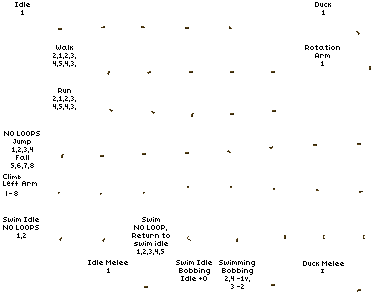 Idle
1
Duck
1
Walk
2,1,2,3,
4,5,4,3,
Rotation
Arm
1
Run
2,1,2,3,
4,5,4,3,
NO LOOPS
Jump
1,2,3,4
Fall
5,6,7,8
Climb
Left Arm
1-8
Swim Idle
NO LOOPS
1,2
Swim
NO LOOP,
Return to
swim idle
1,2,3,4,5
Idle Melee
1
Swim Idle
Bobbing
Idle +0
Swimming
Bobbing
2,4 -1v,
3 -2
Duck Melee
1